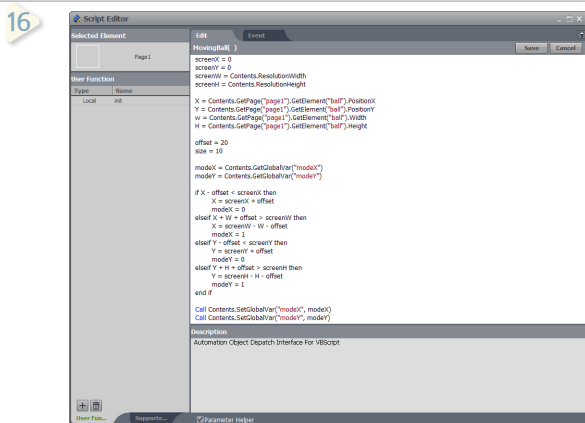 16
Script Editor
Selected Element
Page1
User Function
Type Name
Local init
User Fun... Supporte...
Edit Event
MovingBall( )
Save Cancel
screenX = 0
screenY = 0
screenW = Contents.ResolutionWidth
screenH = Contents.ResolutionHeight
X = Contents.GetPage("page1").GetElement("ball").PositionX
Y = Contents.GetPage("page1").GetElement("ball").PositionY
w = Contents.GetPage("page1").GetElement("ball").Width
H = Contents.GetPage("page1").GetElement("ball").Height
offset = 20
size = 10
modeX = Contents.GetGlobalVar("modeX")
modeY = Contents.GetGlobalVar("modeY")
if X - offset < screenX then
X = screenX + offset
modeX = 0
elseif X + W + offset > screenW then
X = screenW - W - offset
modeX = 1
elseif Y - offset < screenY then
Y = screenY + offset
modeY = 0
elseif Y + H + offset > screenH then
Y = screenH - H - offset
modeY = 1
end if
Call Contents.SetGlobalVar("modeX", modeX)
Call Contents.SetGlobalVar("modeY", modeY)
Description
Automation Object Dispatch Interface For VBScript
Parameter Helper